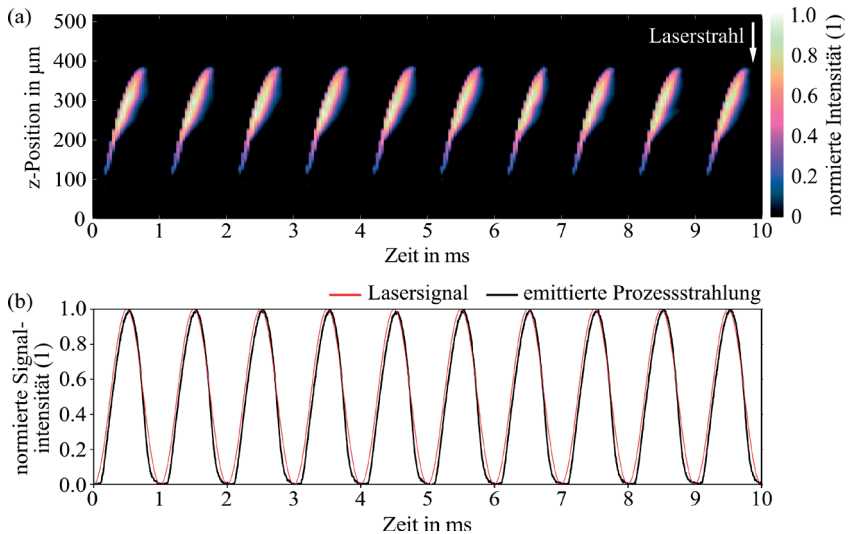 (a)
500
400
300
200
100
0
z-Position in µm
Laserstrahl
1.0
0.8
0.6
0.4
0.2
0
normierte Intensität (1)
0 1 2 3 4 5 6 7 8 9 10
Zeit in ms
(b)
Lasersignal emittierte Prozessstrahlung
1.0
0.8
0.6
0.4
0.2
0.0
normierte Signal-
intensität (1)
0 1 2 3 4 5 6 7 8 9 10
Zeit in ms